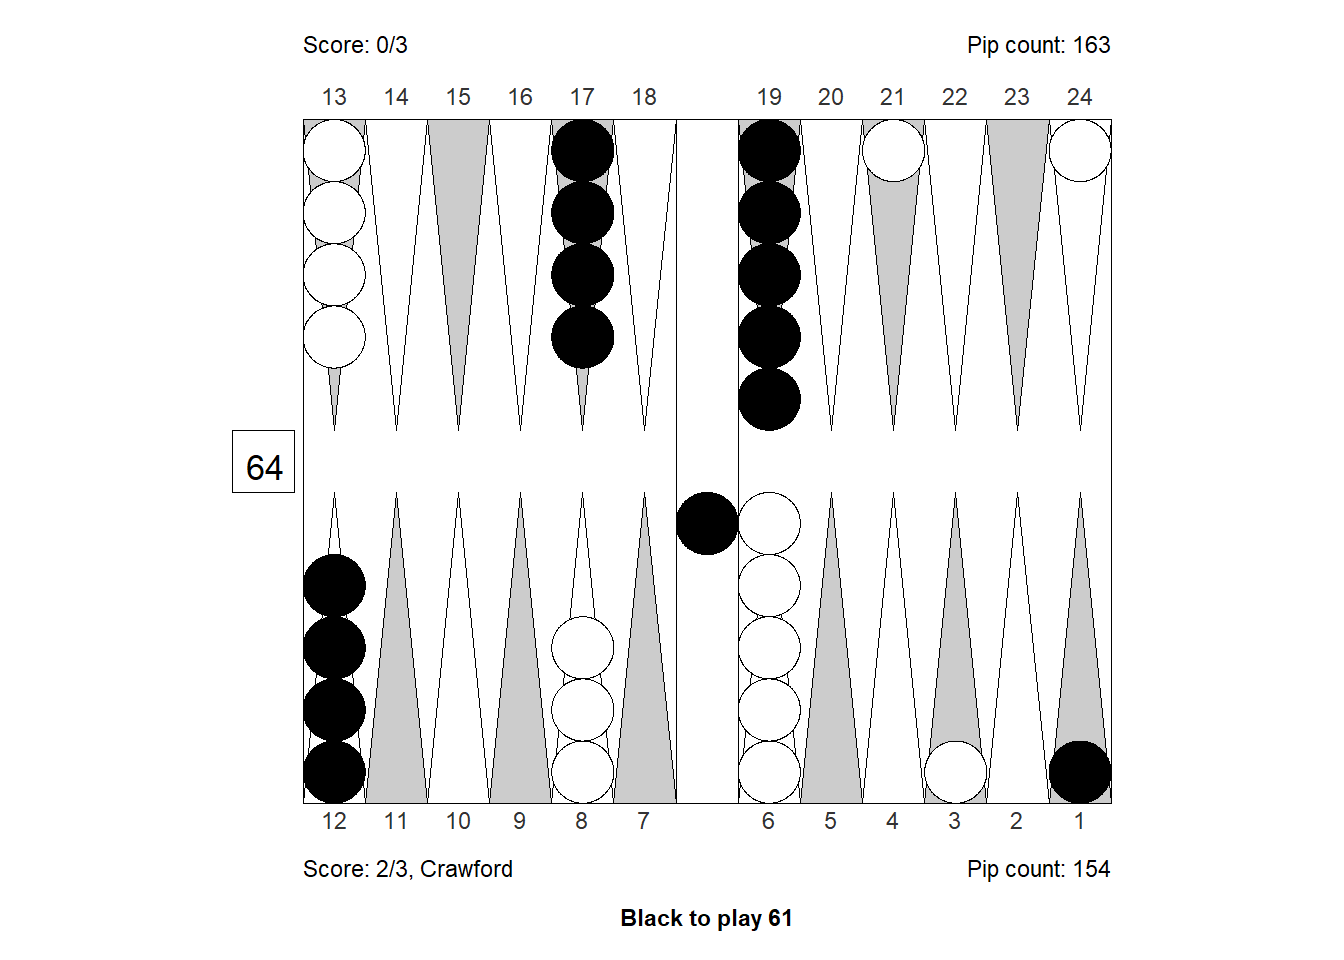 Score: 0/3 Pip count: 163
13 14 15 16 17 18 19 20 21 22 23 24
64
12 11 10 9 8 7 6 5 4 3 2 1
Score: 2/3, Crawford Pip count: 154
Black to play 61